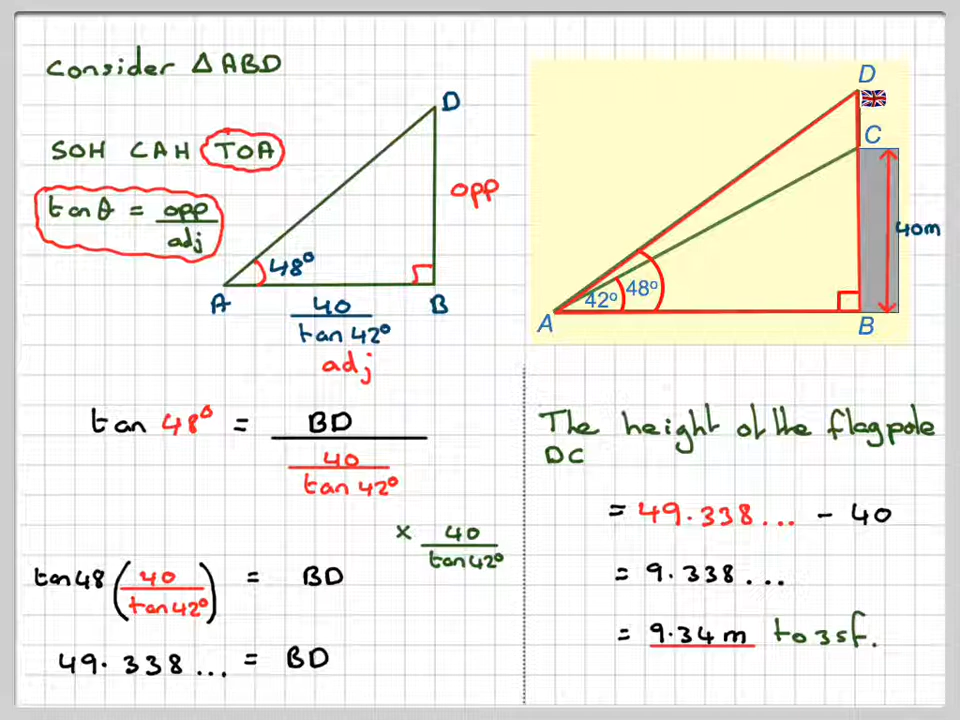 Consider △ABD
SOH CAH TOA
tan θ = opp
adj
D
opp
48°
A
B
40
tan 42°
adj
tan 48° = BD
40
tan 42°
× 40
tan 42°
tan 48 (40) = BD
tan 42°
49.338... = BD
D
C
40m
42° 48°
A
B
The height of the flagpole
DC
= 49.338... - 40
= 9.338...
= 9.34 m to 3sf.